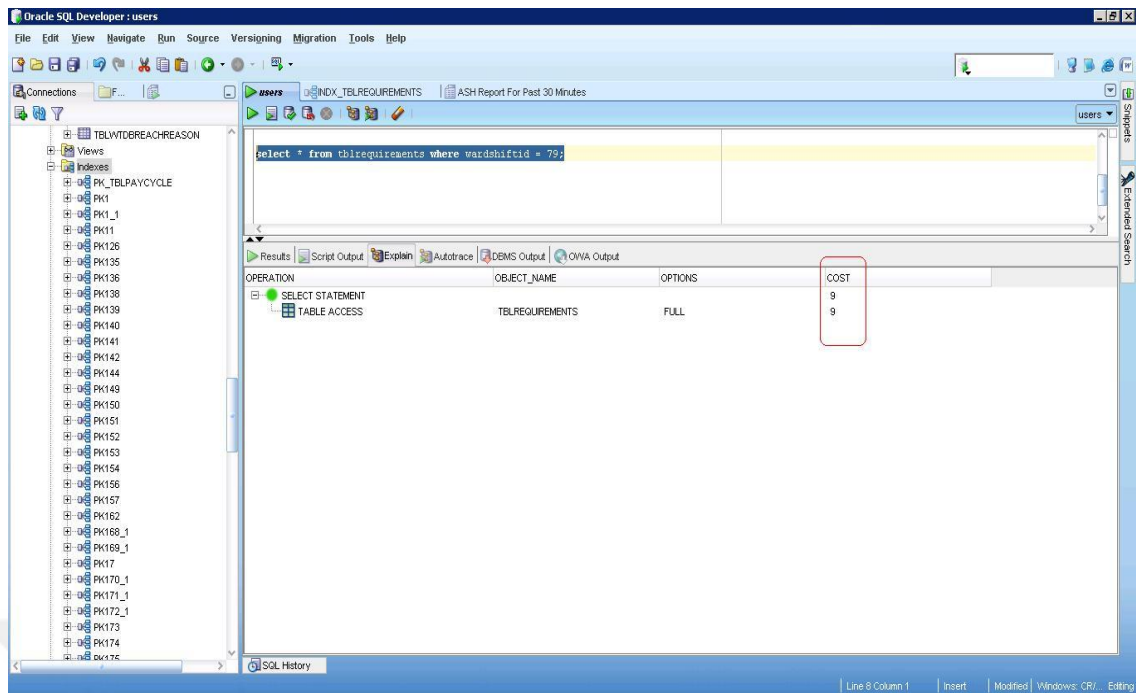 Oracle SQL Developer : users
File Edit View Navigate Run Source Versioning Migration Tools Help
Connections F...
users INDX_TBLREQUIREMENTS ASH Report For Past 30 Minutes
users
TBLWTDBREACHREASON
Views
Indexes
PK_TBLPAYCYCLE
PK1
PK1_1
PK11
PK126
PK135
PK136
PK138
PK139
PK140
PK141
PK142
PK144
PK149
PK150
PK151
PK152
PK153
PK154
PK156
PK157
PK162
PK168_1
PK169_1
PK17
PK170_1
PK171_1
PK172_1
PK173
PK174
PK175
select * from tblrequirements where wardshiftid = 79;
Results Script Output Explain Autotrace DBMS Output OWA Output
OPERATION OBJECT_NAME OPTIONS COST
SELECT STATEMENT 9
TABLE ACCESS TBLREQUIREMENTS FULL 9
Snippets
Extended Search
SQL History
Line 8 Column 1 Insert Modified Windows: CR/... Editing